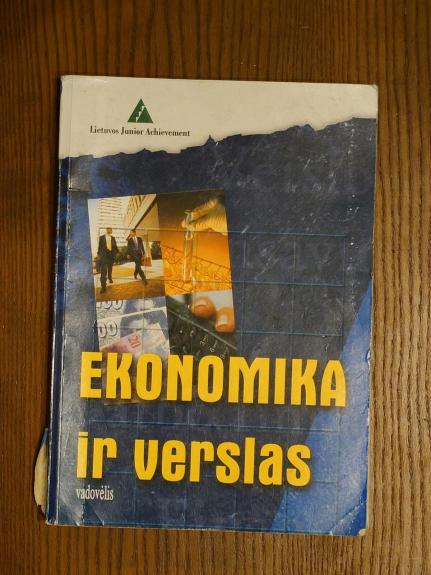 Lietuvos Junior Achievement
EKONOMIKA
ir verslas
vadovėlis